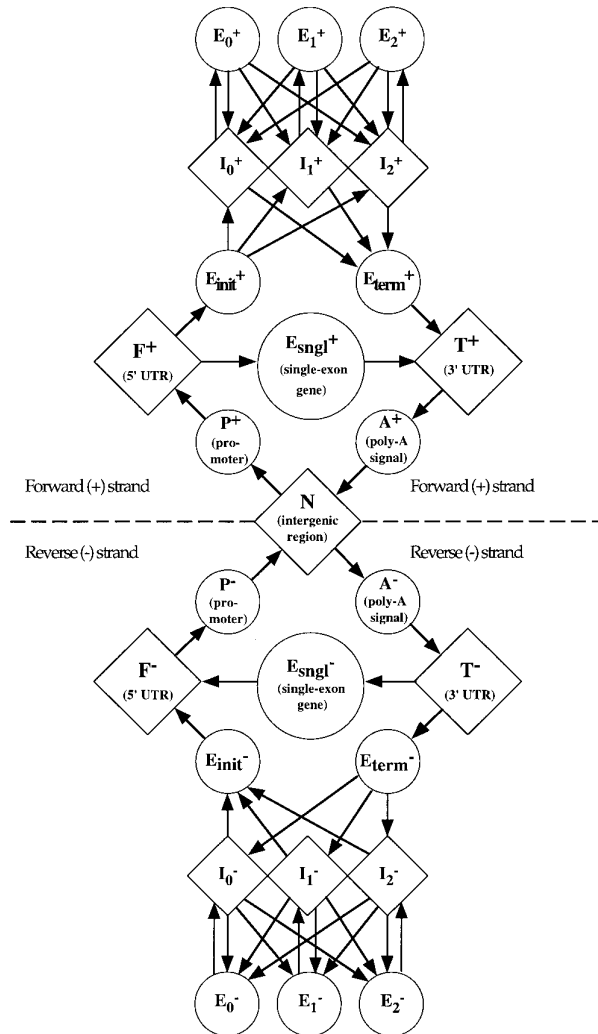 E0+ E1+ E2+
I0+ I1+ I2+
Einit+ Eterm+
F+
(5' UTR)
Esngl+
(single-exon
gene)
T+
(3' UTR)
P+
(pro-
moter)
A+
(poly-A
signal)
Forward (+) strand
Forward (+) strand
N
(intergenic
region)
Reverse (-) strand
Reverse (-) strand
P-
(pro-
moter)
A-
(poly-A
signal)
F-
(5' UTR)
Esngl-
(single-exon
gene)
T-
(3' UTR)
Einit- Eterm-
I0- I1- I2-
E0- E1- E2-